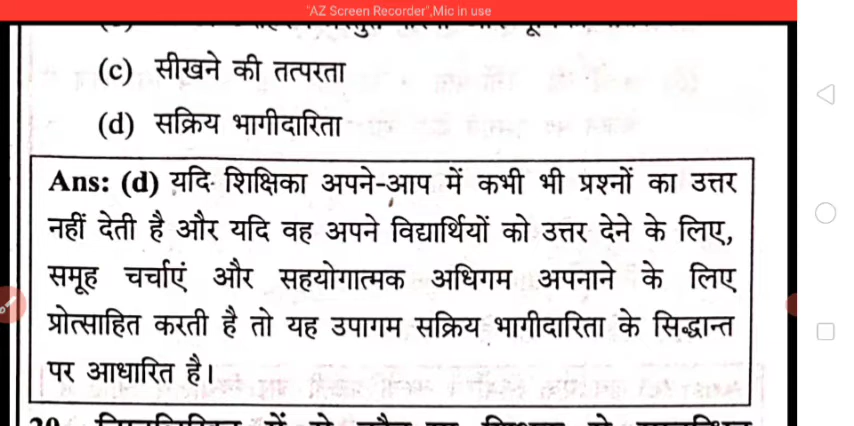 "AZ Screen Recorder",Mic in use
(c) सीखने की तत्परता
(d) सक्रिय भागीदारिता
Ans: (d) यदि शिक्षिका अपने-आप में कभी भी प्रश्नों का उत्तर
नहीं देती है और यदि वह अपने विद्यार्थियों को उत्तर देने के लिए,
समूह चर्चाएं और सहयोगात्मक अधिगम अपनाने के लिए
प्रोत्साहित करती है तो यह उपागम सक्रिय भागीदारिता के सिद्धान्त
पर आधारित है।